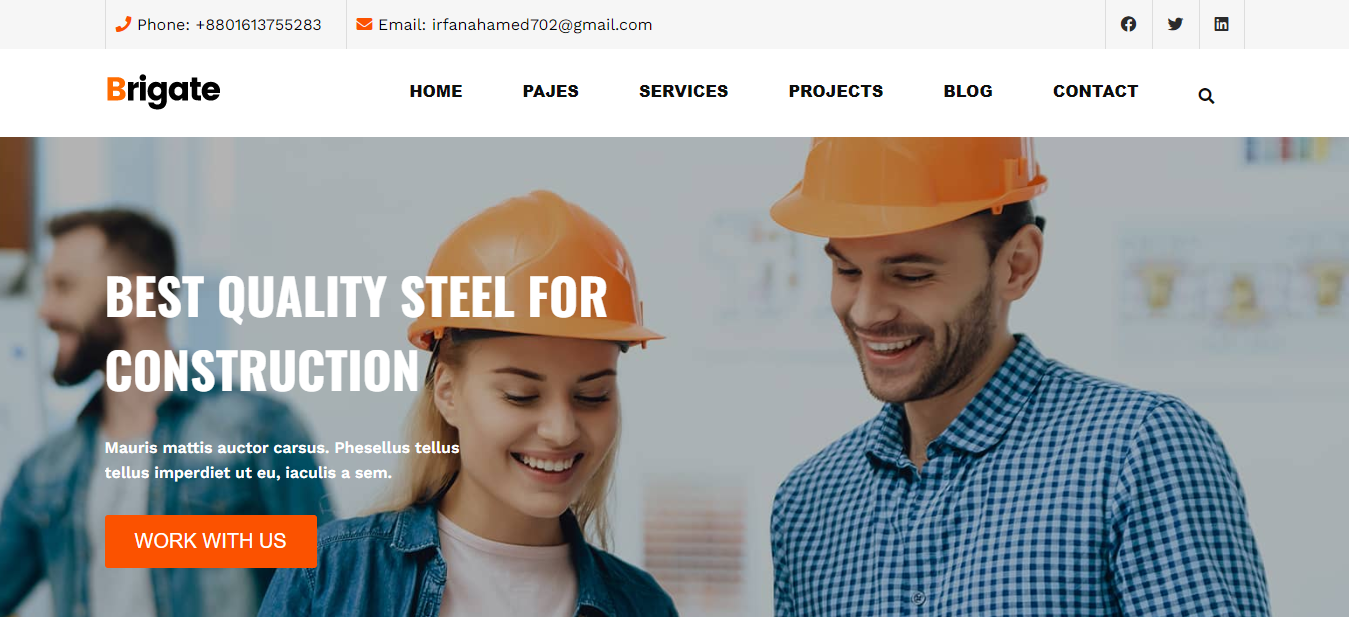 Phone: +8801613755283
Email: irfanahamed702@gmail.com
Brigate
HOME PAJES SERVICES PROJECTS BLOG CONTACT
BEST QUALITY STEEL FOR
CONSTRUCTION
Mauris mattis auctor carsus. Phesellus tellus
tellus imperdiet ut eu, iaculis a sem.
WORK WITH US